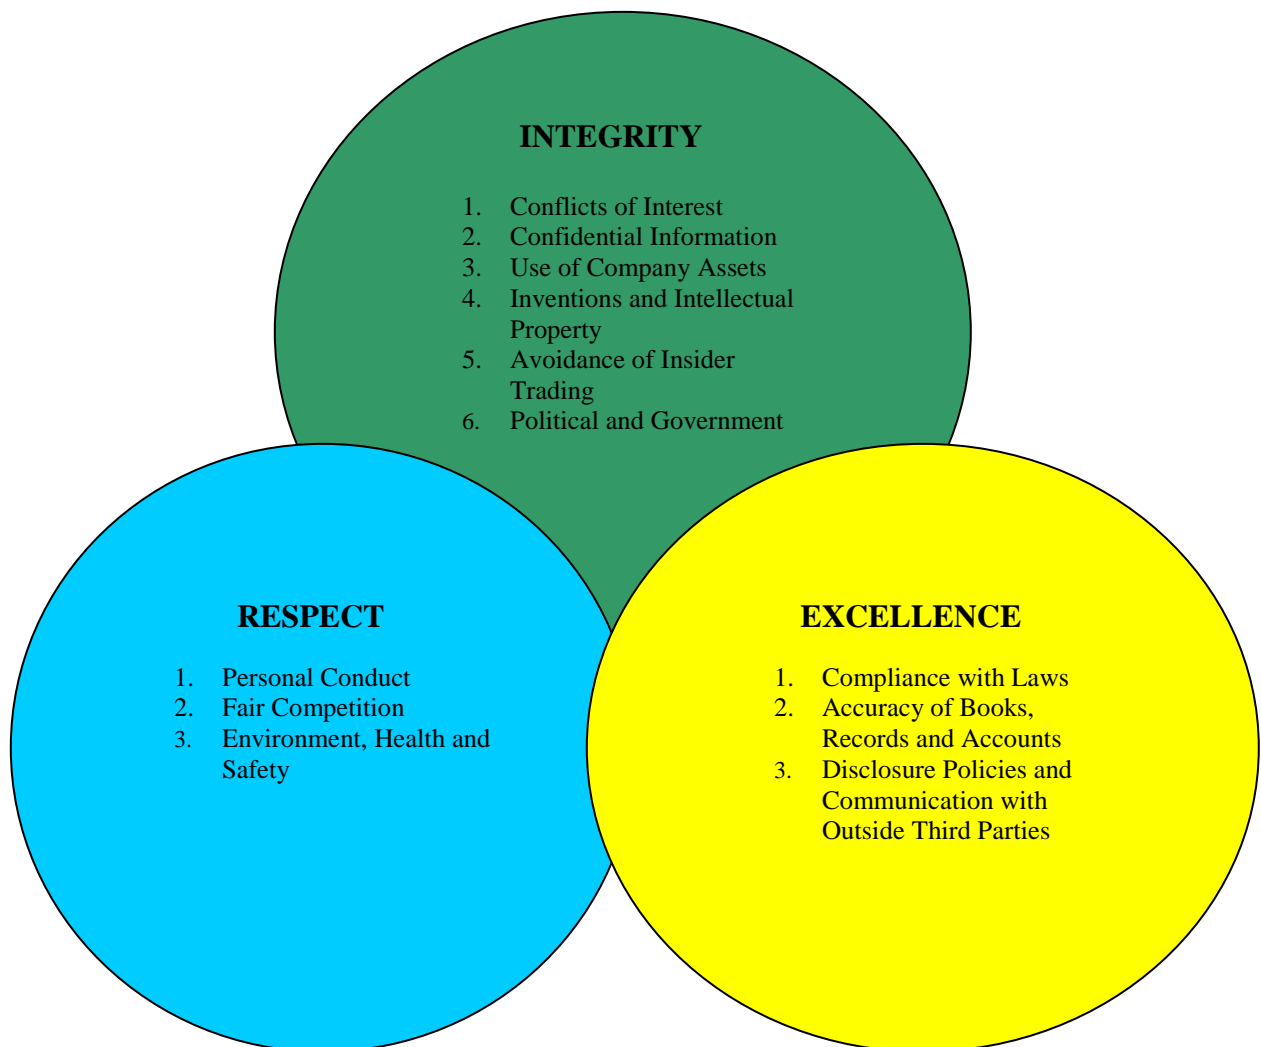 INTEGRITY
1. Conflicts of Interest
2. Confidential Information
3. Use of Company Assets
4. Inventions and Intellectual
Property
5. Avoidance of Insider
Trading
6. Political and Government
RESPECT
1. Personal Conduct
2. Fair Competition
3. Environment, Health and
Safety
EXCELLENCE
1. Compliance with Laws
2. Accuracy of Books,
Records and Accounts
3. Disclosure Policies and
Communication with
Outside Third Parties